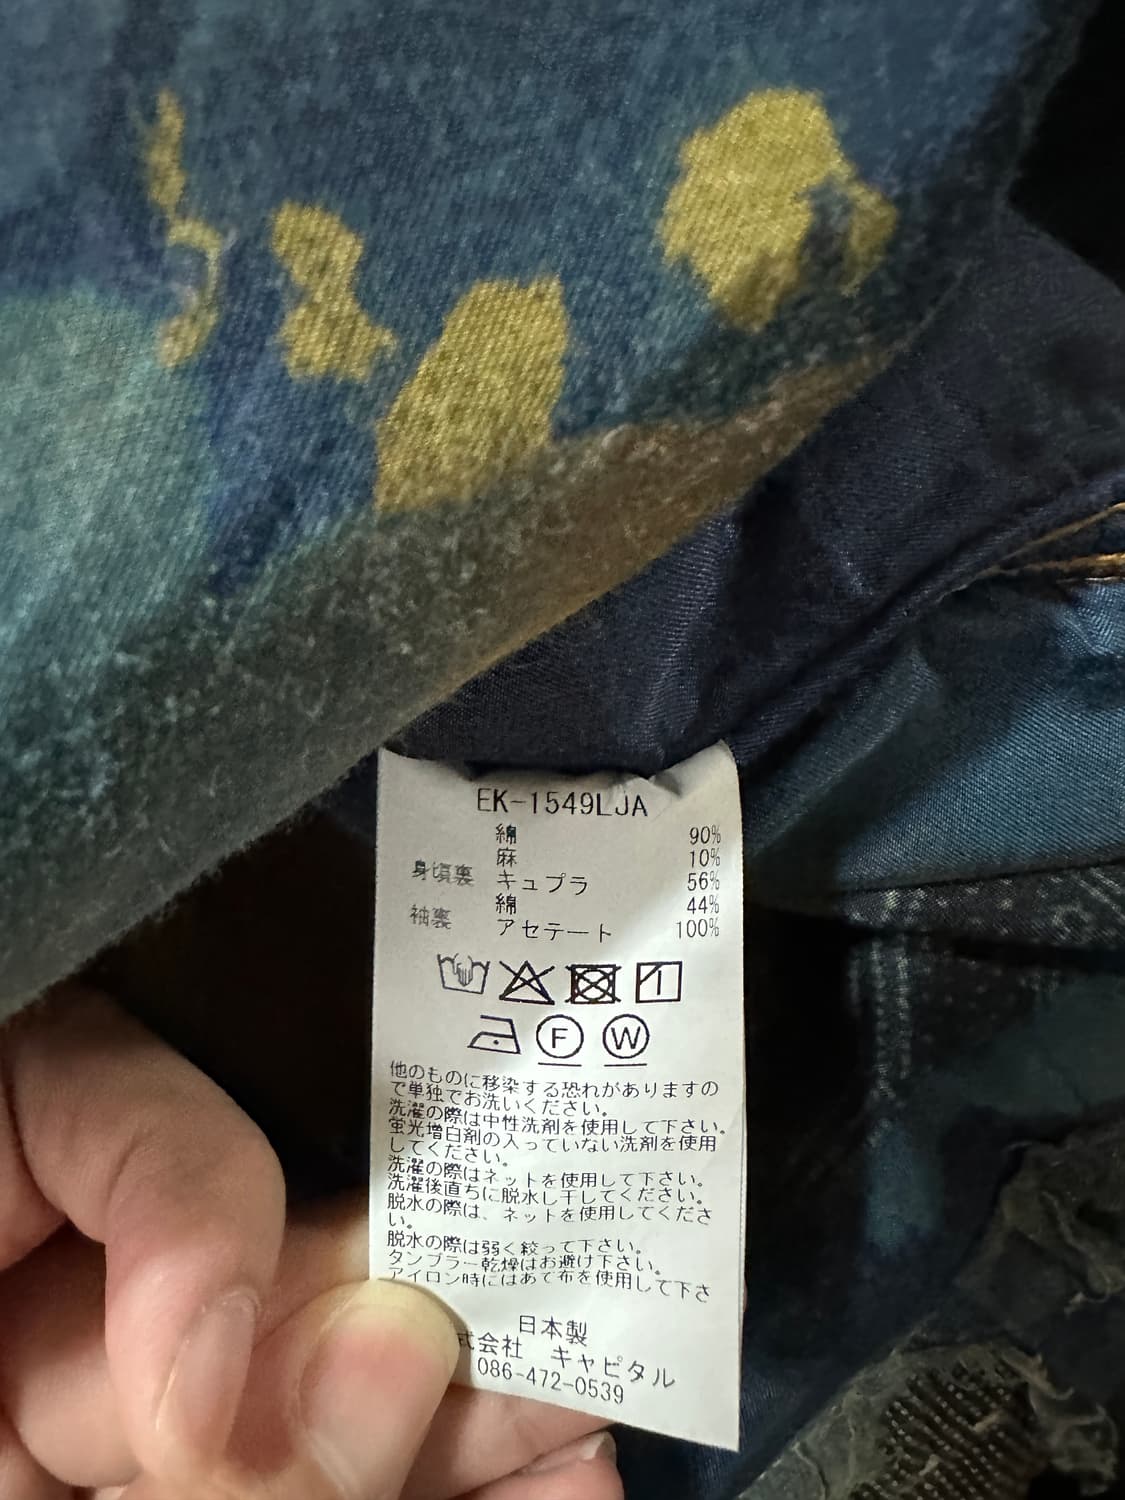 EK-1549LJA
綿 90%
麻 10%
身頃裏 キュプラ 56%
綿 44%
袖裏 アセテート 100%
F W
他のものに移染する恐れがありますの
で単独でお洗いください。
洗濯の際は中性洗剤を使用して下さい。
蛍光増白剤の入っていない洗剤を使用
してください。
洗濯の際はネットを使用して下さい。
洗濯後直ちに脱水し干してください。
脱水の際は、ネットを使用してくださ
い。
脱水の際は弱く絞って下さい。
タンブラー乾燥はお避け下さい。
アイロン時にはあて布を使用して下さ
日本製
式会社 キャピタル
086-472-0539